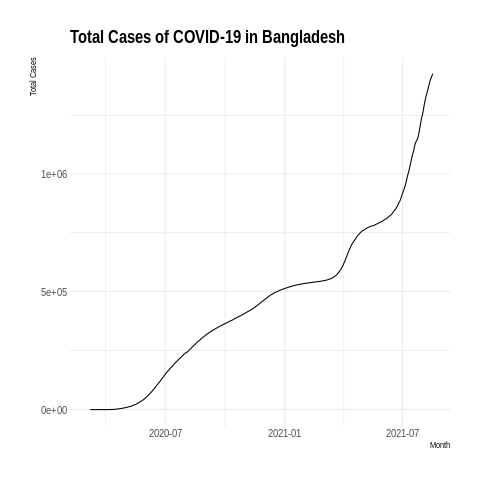 Total Cases of COVID-19 in Bangladesh
Total Cases
1e+06
5e+05
0e+00
2020-07 2021-01 2021-07
Month